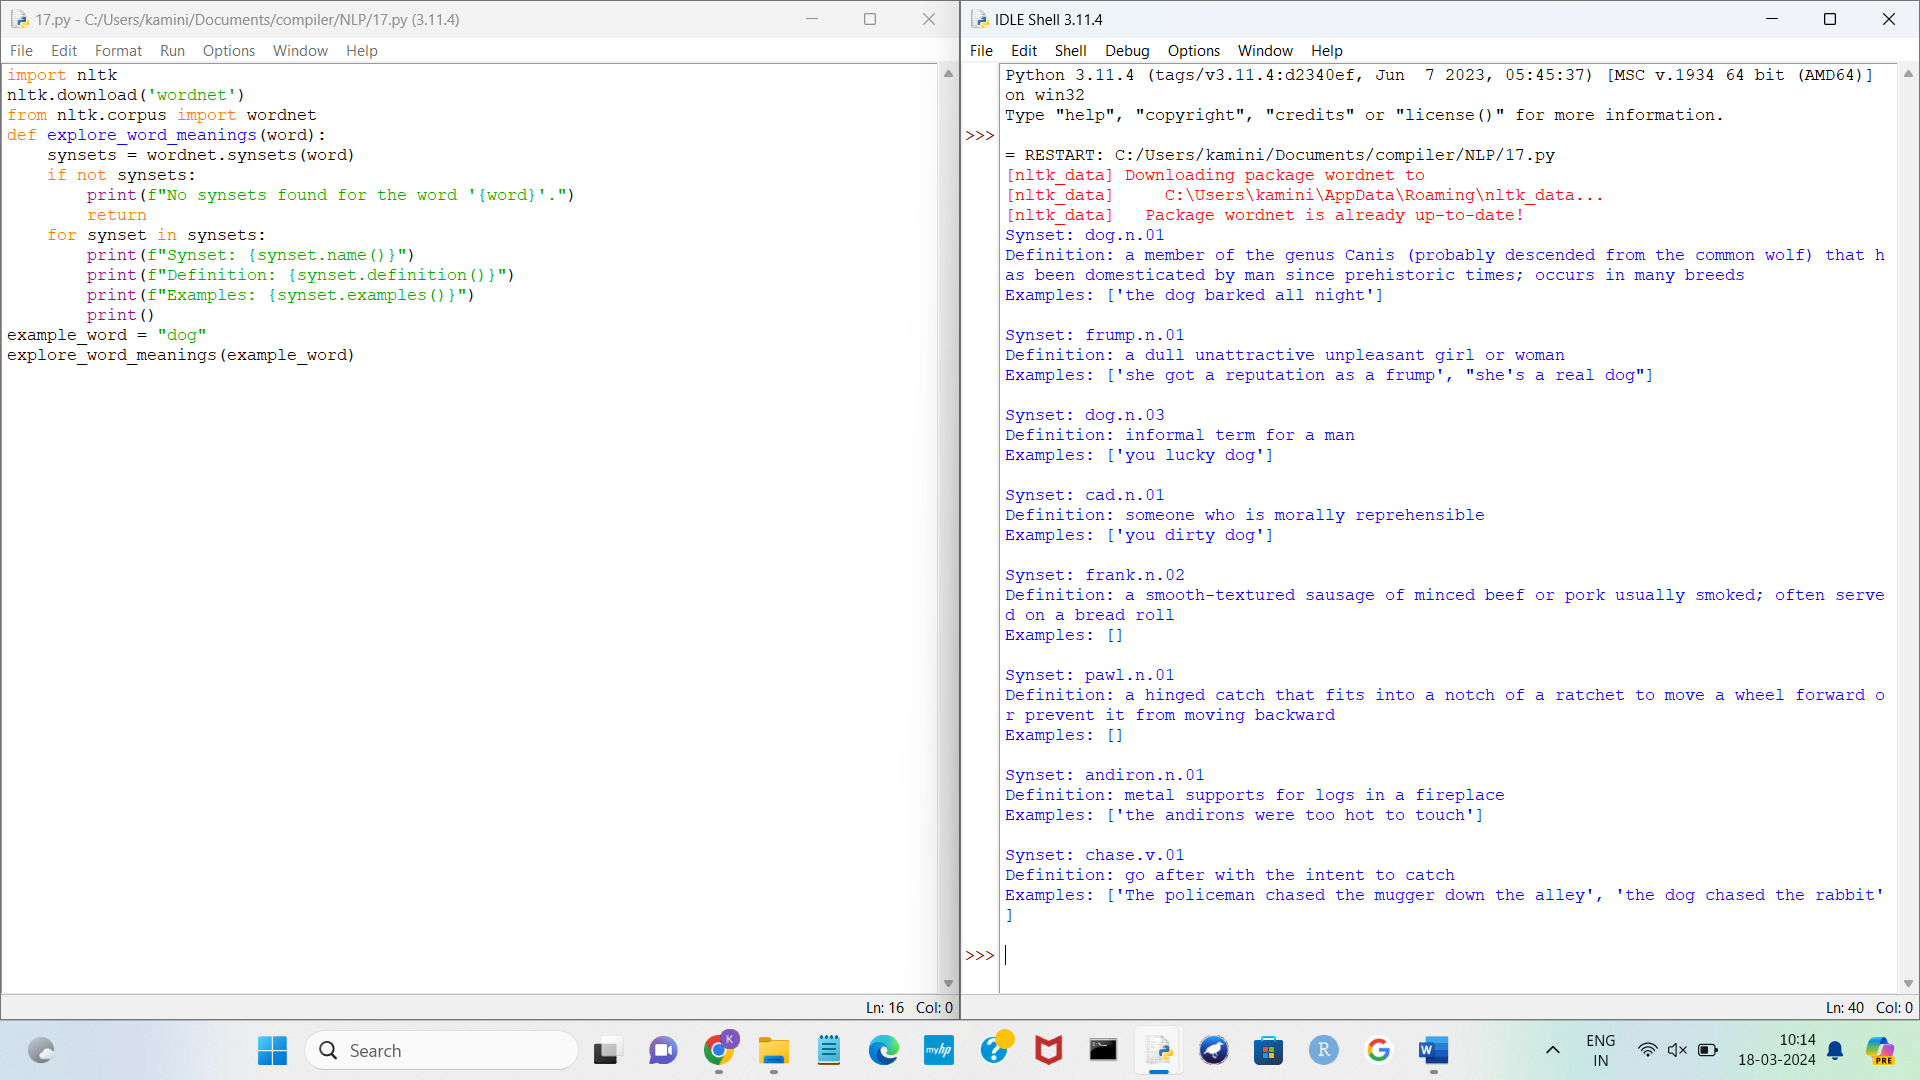 17.py - C:/Users/kamini/Documents/compiler/NLP/17.py (3.11.4)
File Edit Format Run Options Window Help
import nltk
nltk.download('wordnet')
from nltk.corpus import wordnet
def explore_word_meanings(word):
    synsets = wordnet.synsets(word)
    if not synsets:
        print(f"No synsets found for the word '{word}'.")
        return
    for synset in synsets:
        print(f"Synset: {synset.name()}")
        print(f"Definition: {synset.definition()}")
        print(f"Examples: {synset.examples()}")
        print()
example_word = "dog"
explore_word_meanings(example_word)
Ln: 16 Col: 0
IDLE Shell 3.11.4
File Edit Shell Debug Options Window Help
Python 3.11.4 (tags/v3.11.4:d2340ef, Jun  7 2023, 05:45:37) [MSC v.1934 64 bit (AMD64)]
on win32
Type "help", "copyright", "credits" or "license()" for more information.
>>>
= RESTART: C:/Users/kamini/Documents/compiler/NLP/17.py
[nltk_data] Downloading package wordnet to
[nltk_data]     C:\Users\kamini\AppData\Roaming\nltk_data...
[nltk_data]   Package wordnet is already up-to-date!
Synset: dog.n.01
Definition: a member of the genus Canis (probably descended from the common wolf) that h
as been domesticated by man since prehistoric times; occurs in many breeds
Examples: ['the dog barked all night']
Synset: frump.n.01
Definition: a dull unattractive unpleasant girl or woman
Examples: ['she got a reputation as a frump', "she's a real dog"]
Synset: dog.n.03
Definition: informal term for a man
Examples: ['you lucky dog']
Synset: cad.n.01
Definition: someone who is morally reprehensible
Examples: ['you dirty dog']
Synset: frank.n.02
Definition: a smooth-textured sausage of minced beef or pork usually smoked; often serve
d on a bread roll
Examples: []
Synset: pawl.n.01
Definition: a hinged catch that fits into a notch of a ratchet to move a wheel forward o
r prevent it from moving backward
Examples: []
Synset: andiron.n.01
Definition: metal supports for logs in a fireplace
Examples: ['the andirons were too hot to touch']
Synset: chase.v.01
Definition: go after with the intent to catch
Examples: ['The policeman chased the mugger down the alley', 'the dog chased the rabbit'
]
>>>
Ln: 40 Col: 0
Search
K
myhp
?
R
G
W
ENG
IN
10:14
18-03-2024
PRE